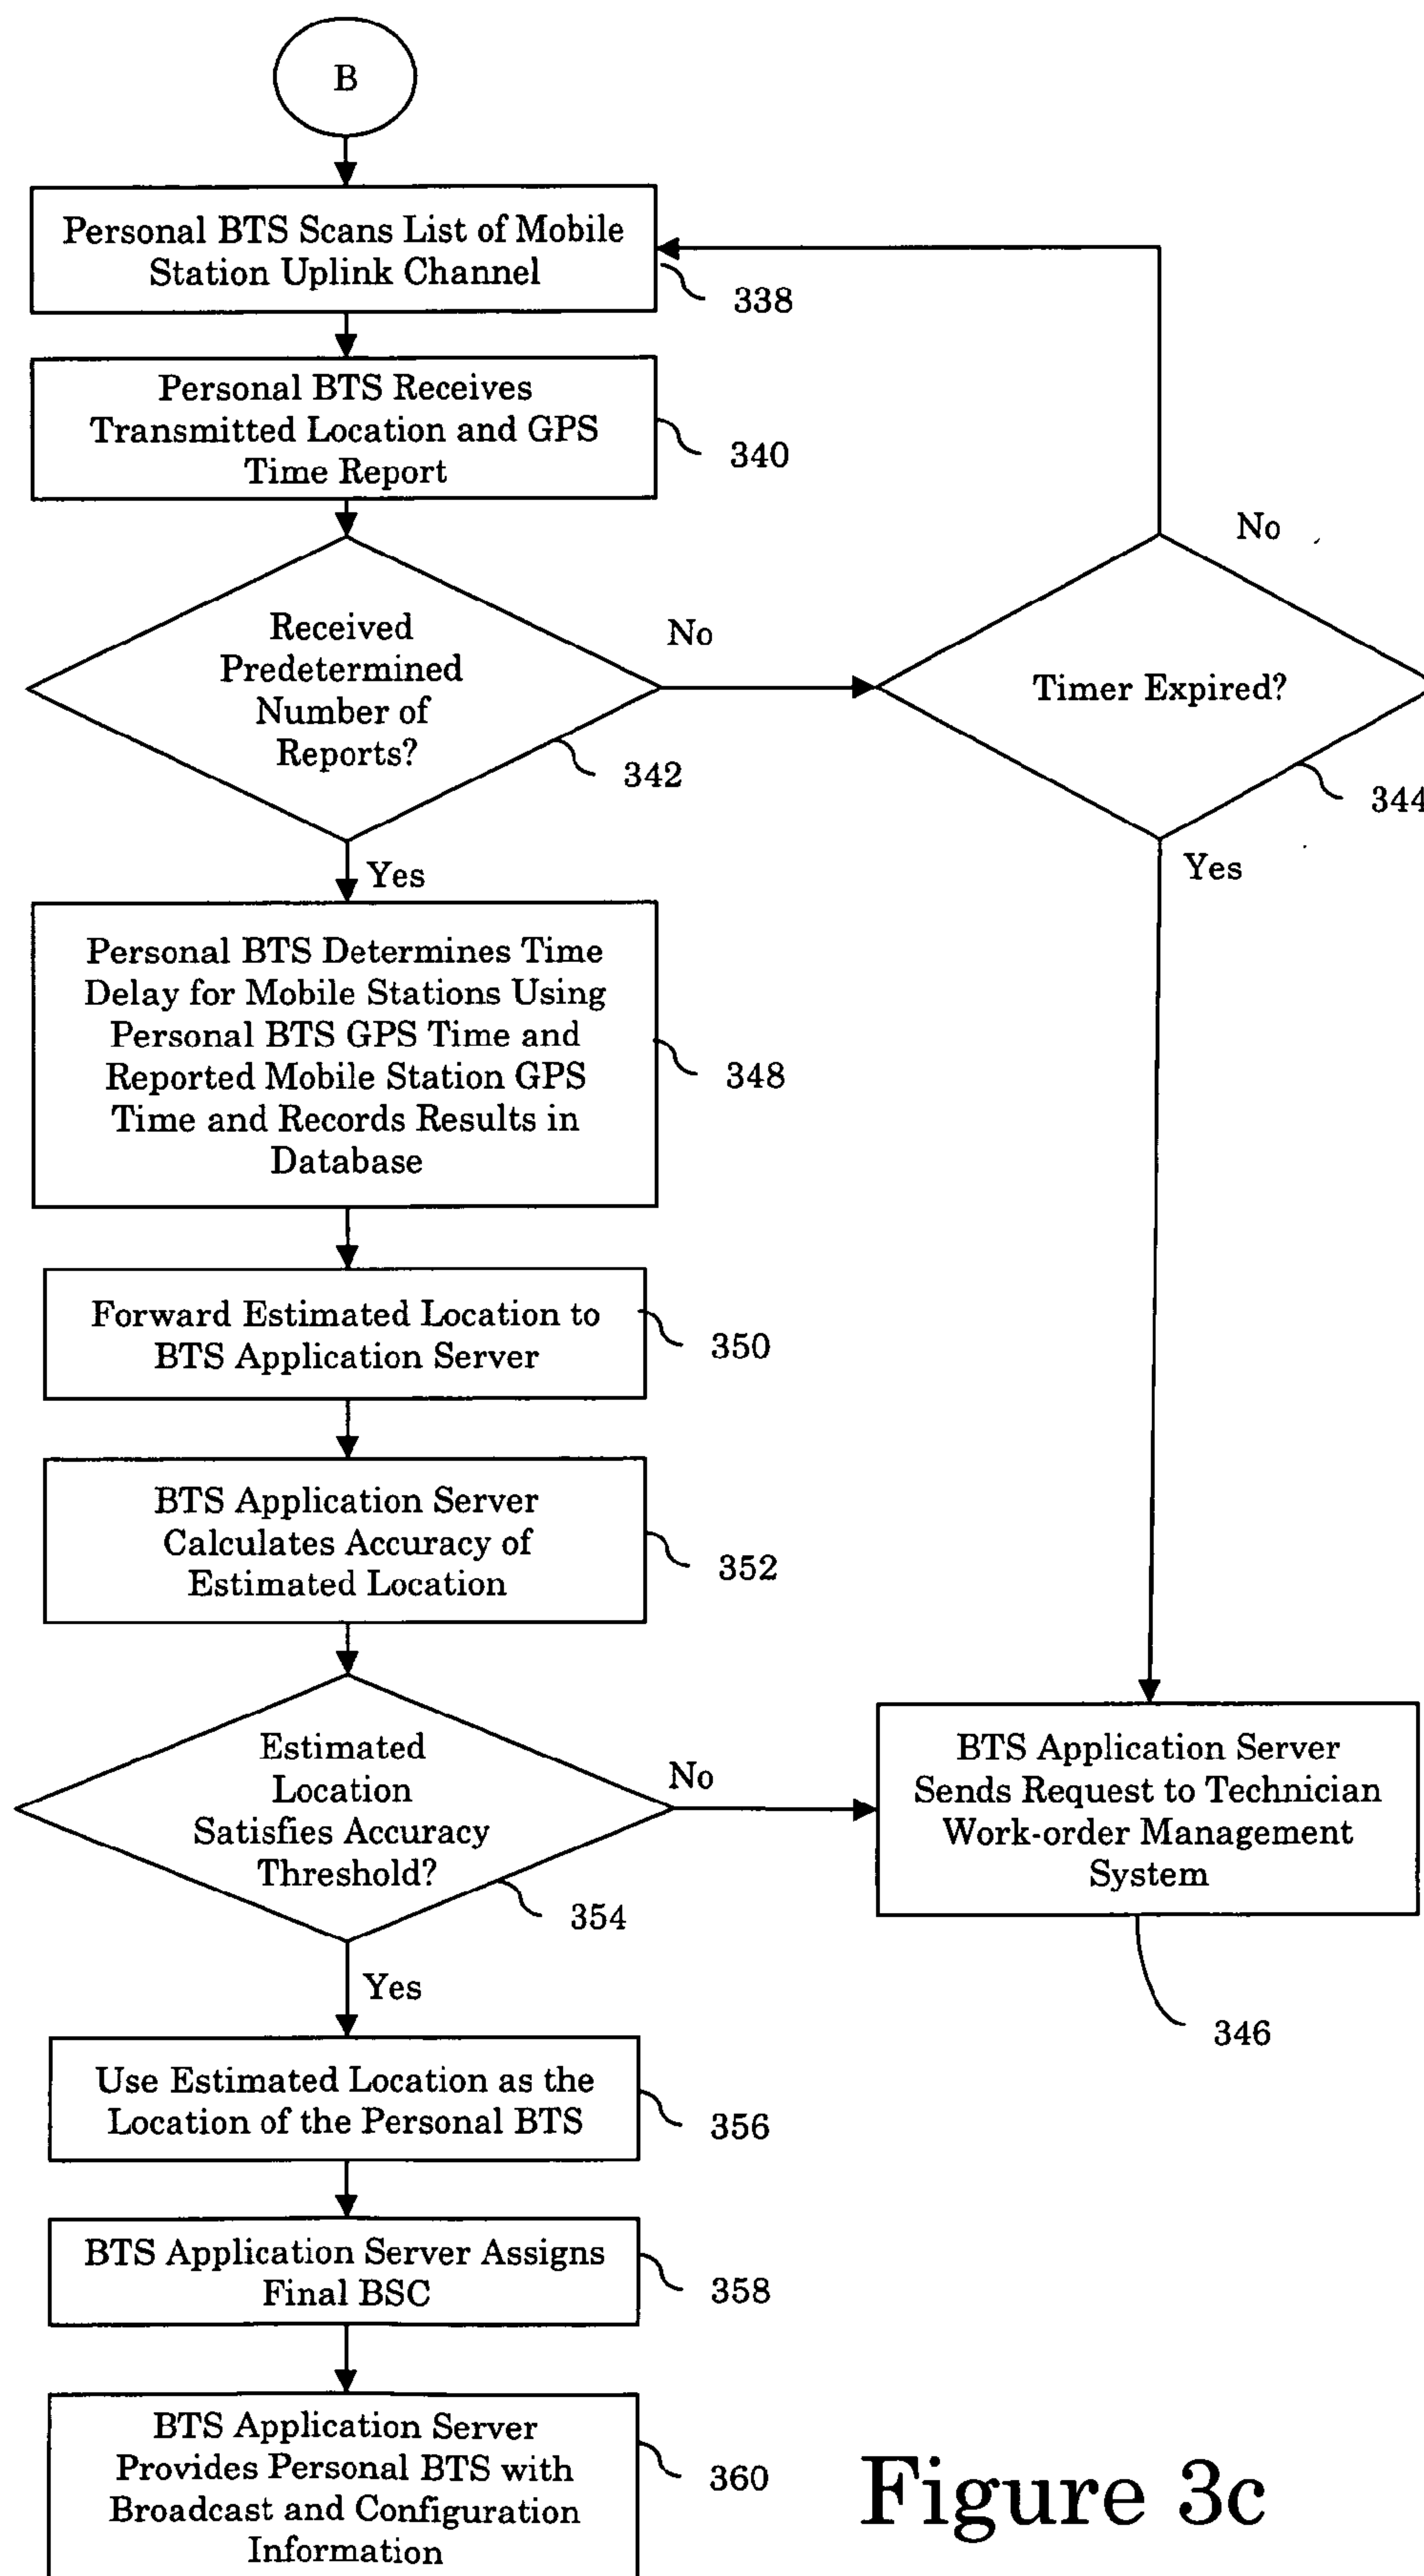 B
Personal BTS Scans List of Mobile
Station Uplink Channel
338
Personal BTS Receives
Transmitted Location and GPS
Time Report
340
No
Received
Predetermined
Number of
Reports?
No
Timer Expired?
342
344
Yes
Yes
Personal BTS Determines Time
Delay for Mobile Stations Using
Personal BTS GPS Time and
Reported Mobile Station GPS
Time and Records Results in
Database
348
Forward Estimated Location to
BTS Application Server
350
BTS Application Server
Calculates Accuracy of
Estimated Location
352
Estimated
Location
Satisfies Accuracy
Threshold?
No
354
BTS Application Server
Sends Request to Technician
Work-order Management
System
346
Yes
Use Estimated Location as the
Location of the Personal BTS
356
BTS Application Server Assigns
Final BSC
358
BTS Application Server
Provides Personal BTS with
Broadcast and Configuration
Information
360
Figure 3c